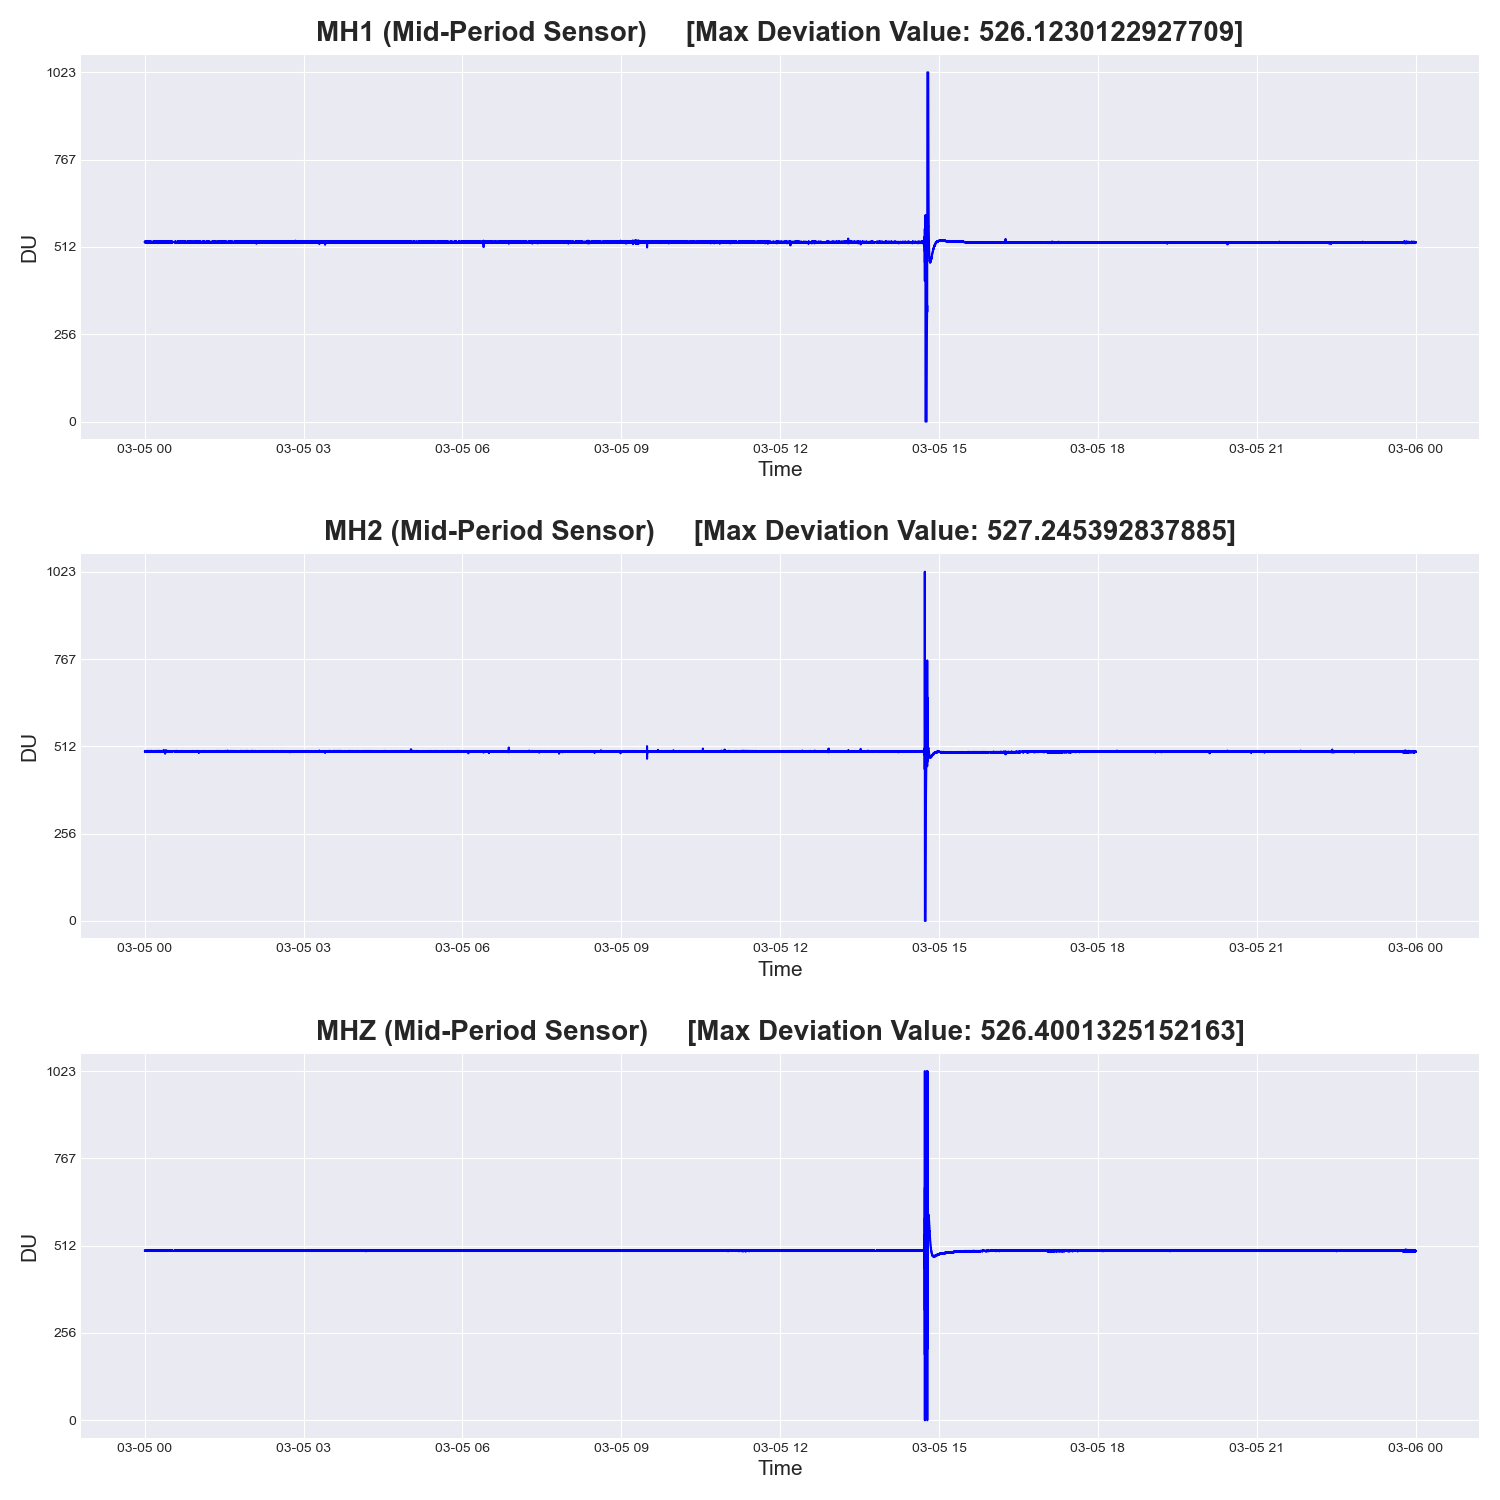 MH1 (Mid-Period Sensor) [Max Deviation Value: 526.1230122927709]
1023
767
512
256
0
DU
03-05 00 03-05 03 03-05 06 03-05 09 03-05 12 03-05 15 03-05 18 03-05 21 03-06 00
Time
MH2 (Mid-Period Sensor) [Max Deviation Value: 527.245392837885]
1023
767
512
256
0
DU
03-05 00 03-05 03 03-05 06 03-05 09 03-05 12 03-05 15 03-05 18 03-05 21 03-06 00
Time
MHZ (Mid-Period Sensor) [Max Deviation Value: 526.4001325152163]
1023
767
512
256
0
DU
03-05 00 03-05 03 03-05 06 03-05 09 03-05 12 03-05 15 03-05 18 03-05 21 03-06 00
Time